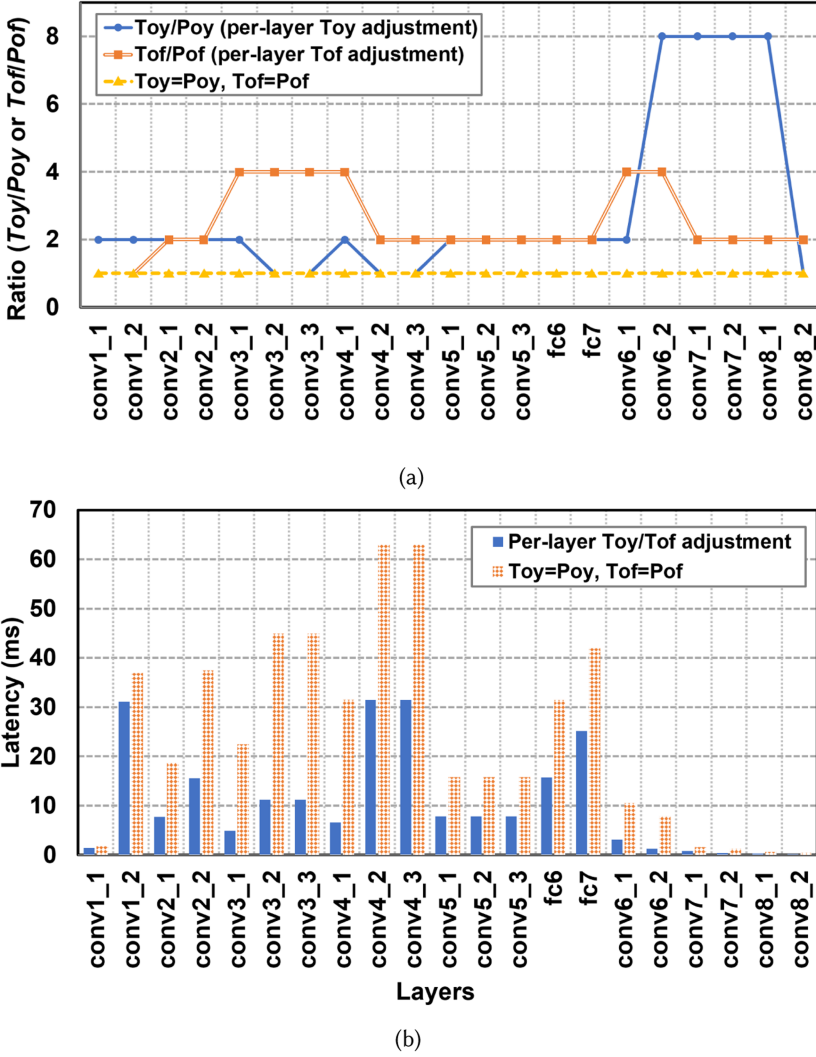 Ratio (Toy/Poy or Tof/Pof)
8
6
4
2
0
Toy/Poy (per-layer Toy adjustment)
Tof/Pof (per-layer Tof adjustment)
Toy=Poy, Tof=Pof
conv1_1
conv1_2
conv2_1
conv2_2
conv3_1
conv3_2
conv3_3
conv4_1
conv4_2
conv4_3
conv5_1
conv5_2
conv5_3
fc6
fc7
conv6_1
conv6_2
conv7_1
conv7_2
conv8_1
conv8_2
(a)
Latency (ms)
70
60
50
40
30
20
10
0
Per-layer Toy/Tof adjustment
Toy=Poy, Tof=Pof
conv1_1
conv1_2
conv2_1
conv2_2
conv3_1
conv3_2
conv3_3
conv4_1
conv4_2
conv4_3
conv5_1
conv5_2
conv5_3
fc6
fc7
conv6_1
conv6_2
conv7_1
conv7_2
conv8_1
conv8_2
Layers
(b)